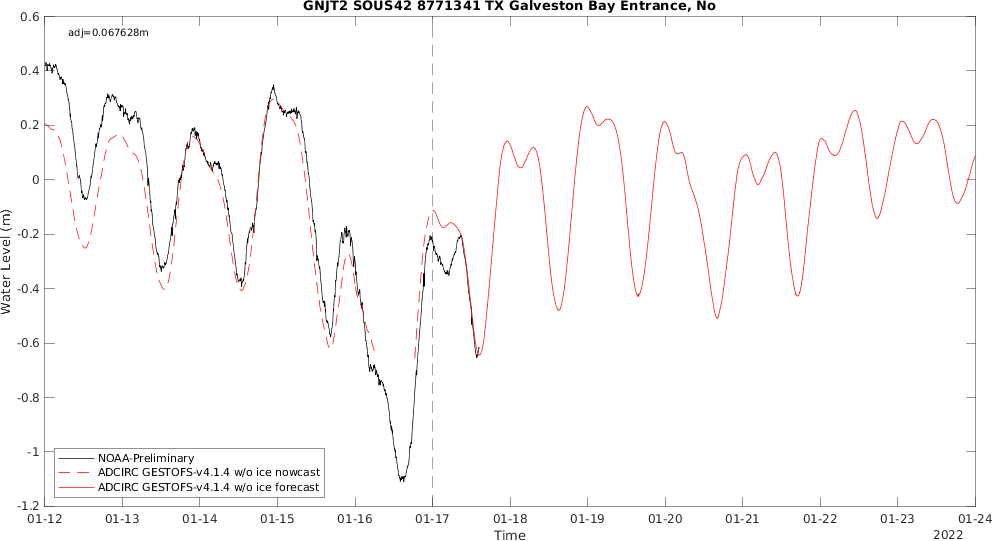 GNJT2 SOUS42 8771341 TX Galveston Bay Entrance, No
adj=0.067628m
0.6
0.4
0.2
0
-0.2
-0.4
-0.6
-0.8
-1
-1.2
Water Level (m)
NOAA-Preliminary
ADCIRC GESTOFS-v4.1.4 w/o ice nowcast
ADCIRC GESTOFS-v4.1.4 w/o ice forecast
01-12 01-13 01-14 01-15 01-16 01-17 01-18 01-19 01-20 01-21 01-22 01-23 01-24
Time
2022